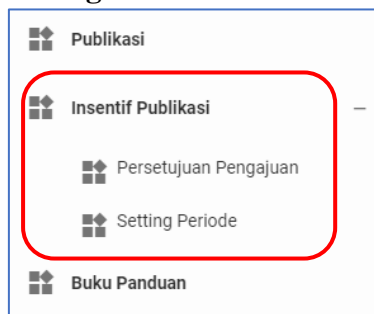 Publikasi
Insentif Publikasi
Persetujuan Pengajuan
Setting Periode
Buku Panduan